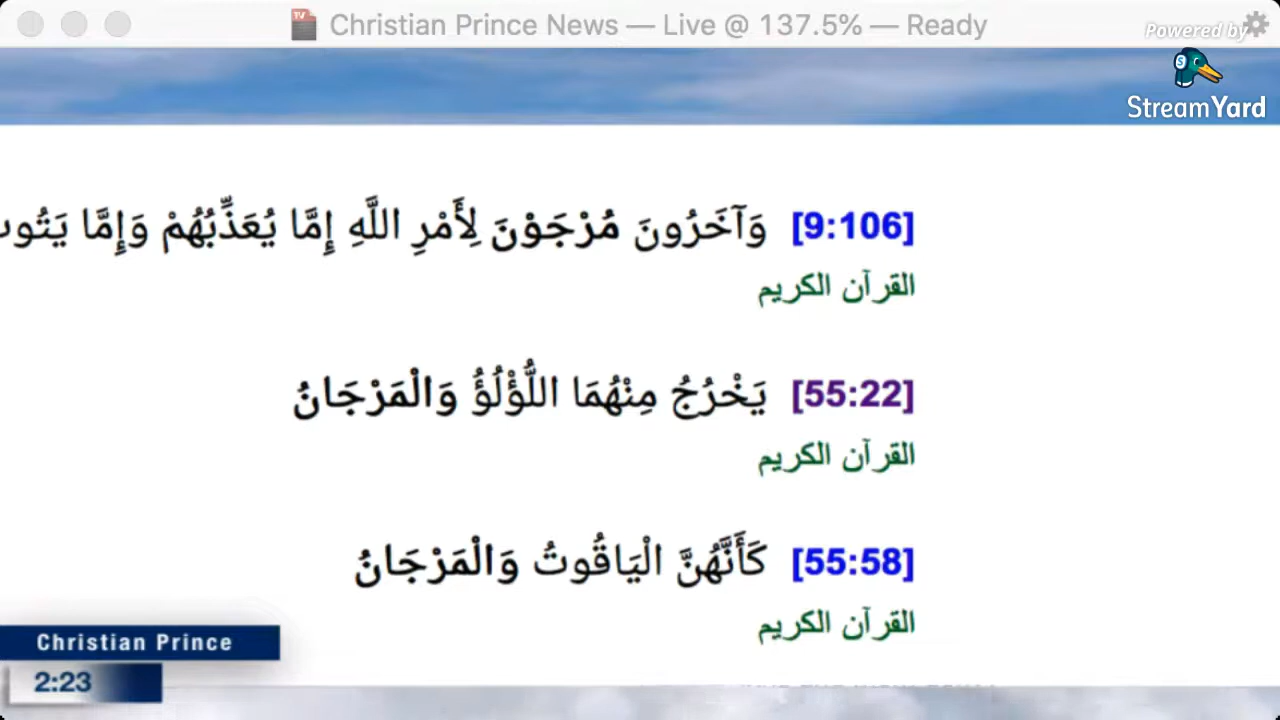 Christian Prince News — Live @ 137.5% — Ready
Powered by
StreamYard
[9:106] وَآخَرُونَ مُرْجَوْنَ لِأَمْرِ اللَّهِ إِمَّا يُعَذِّبُهُمْ وَإِمَّا
القرآن الكريم
[55:22] يَخْرُجُ مِنْهُمَا اللُّؤْلُؤُ وَالْمَرْجَانُ
القرآن الكريم
[55:58] كَأَنَّهُنَّ الْيَاقُوتُ وَالْمَرْجَانُ
القرآن الكريم
Christian Prince
2:23